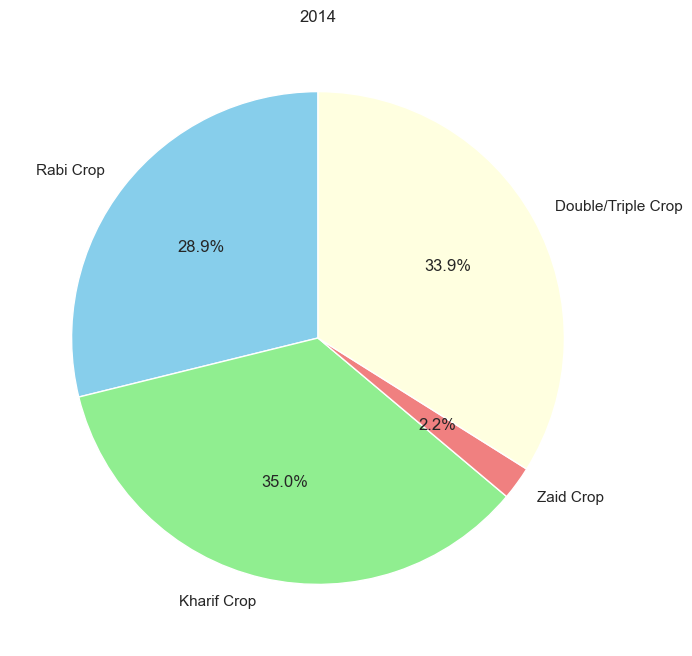 2014
Rabi Crop
Double/Triple Crop
28.9%
33.9%
2.2%
35.0%
Zaid Crop
Kharif Crop